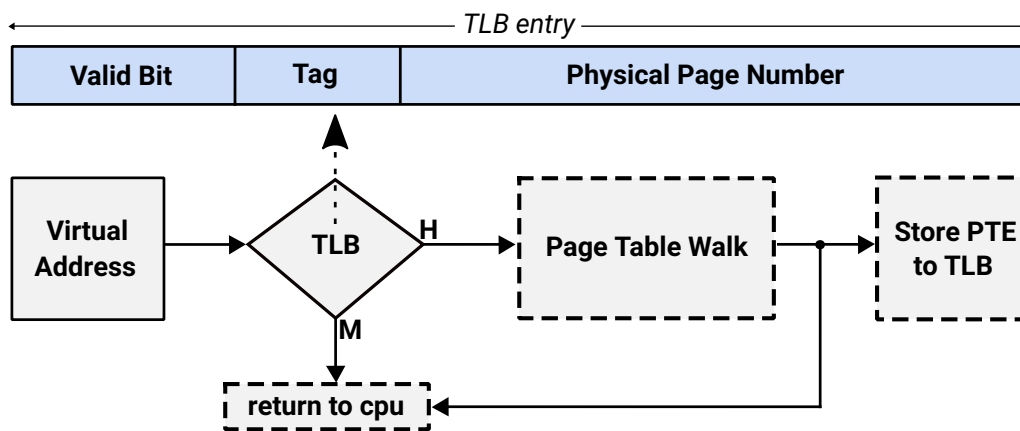 TLB entry
Valid Bit
Tag
Physical Page Number
Virtual
Address
TLB
H
M
Page Table Walk
Store PTE
to TLB
return to cpu